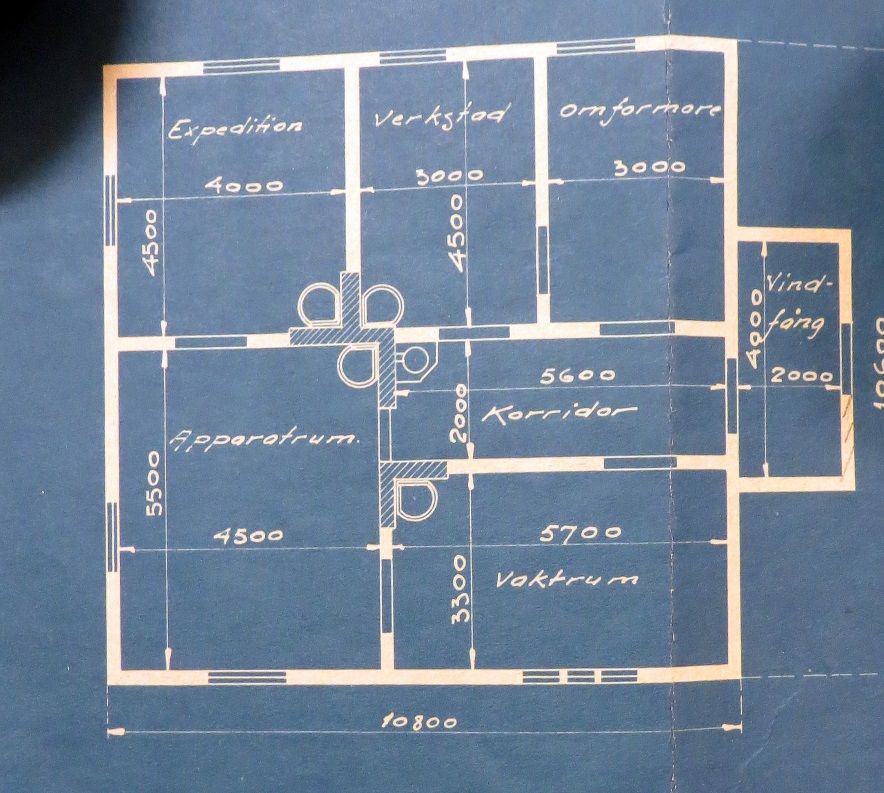 Expedition
Verkstad
Omformare
4000
3000
3000
4500
4500
Vind-
fång
4000
2000
5600
Korridor
2000
Apparatrum.
5500
4500
5700
Vaktrum
3300
10800
10600